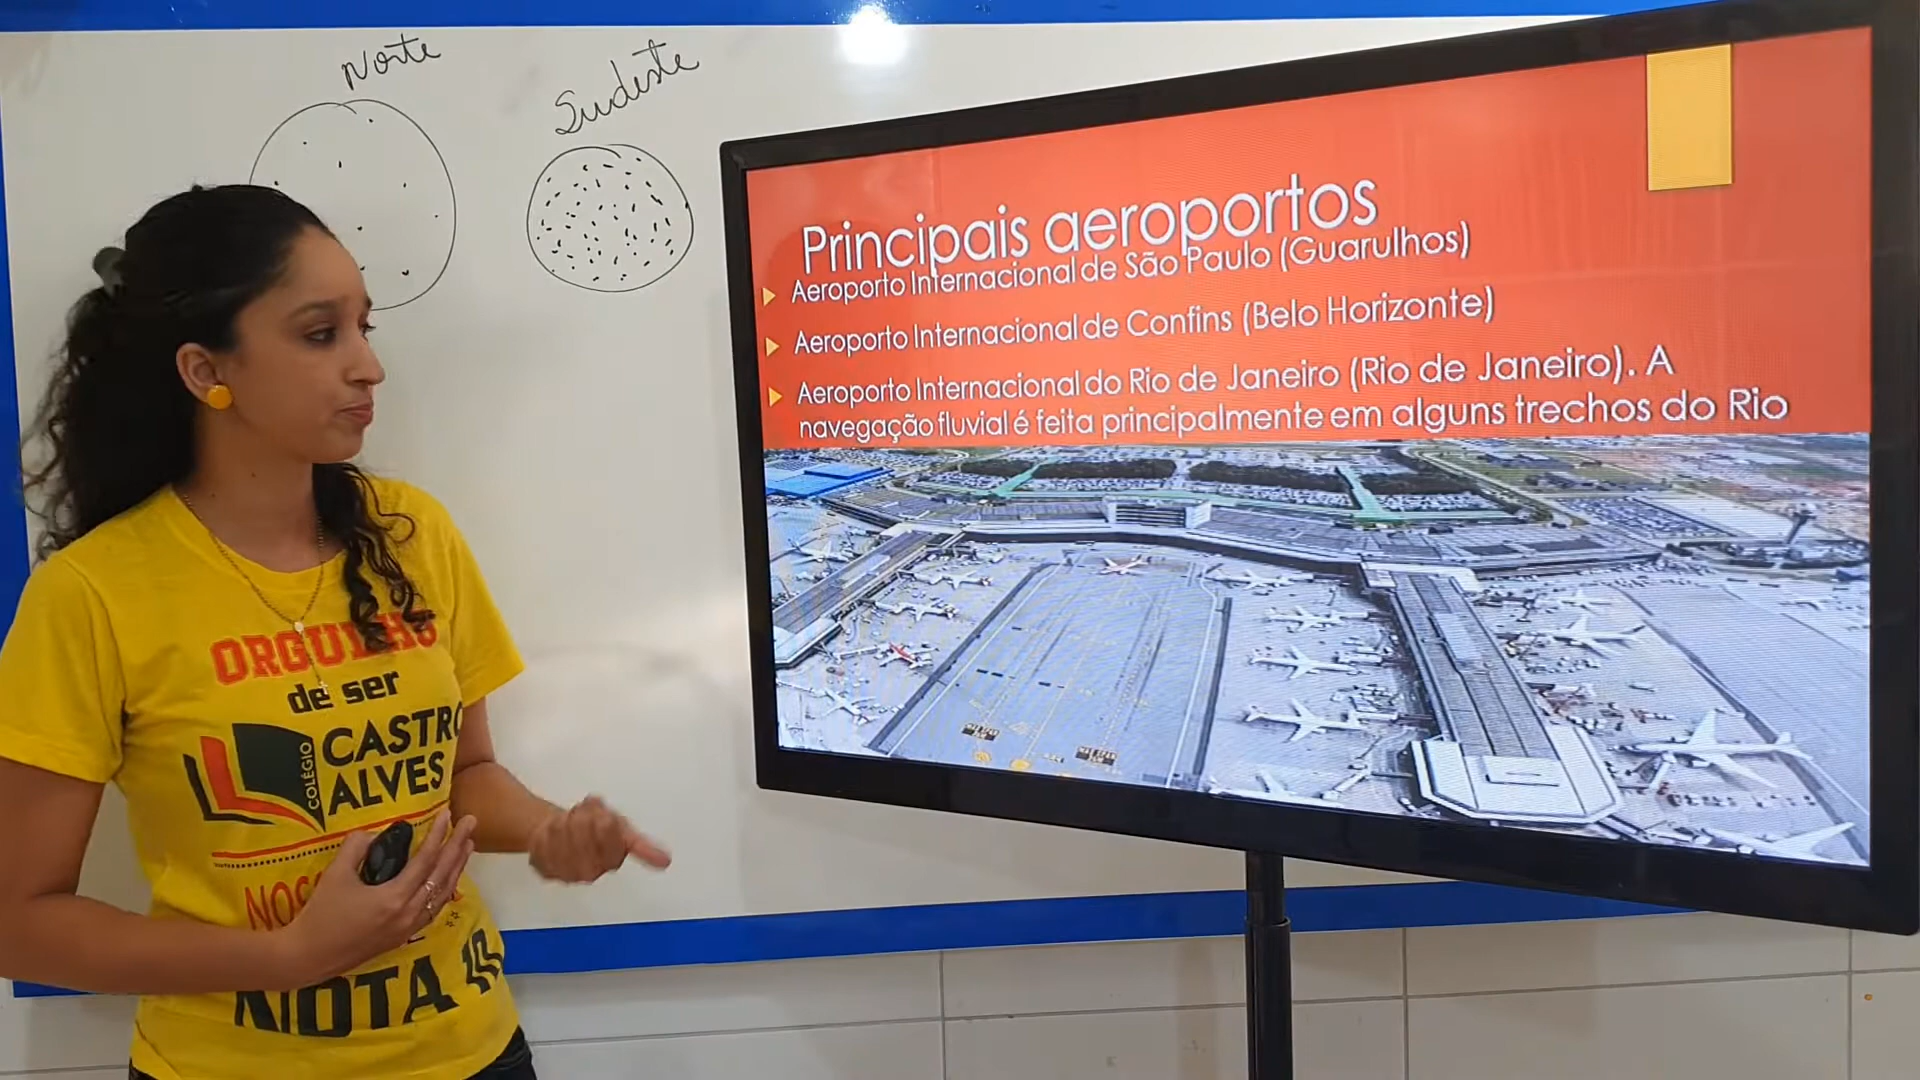 Norte
Sudeste
Principais aeroportos
Aeroporto Internacional de São Paulo (Guarulhos)
Aeroporto Internacional de Confins (Belo Horizonte)
Aeroporto Internacional do Rio de Janeiro (Rio de Janeiro). A
navegação fluvial é feita principalmente em alguns trechos do Rio
ORGULHO
de ser
COLÉGIO
CASTRO
ALVES
NOTA 10